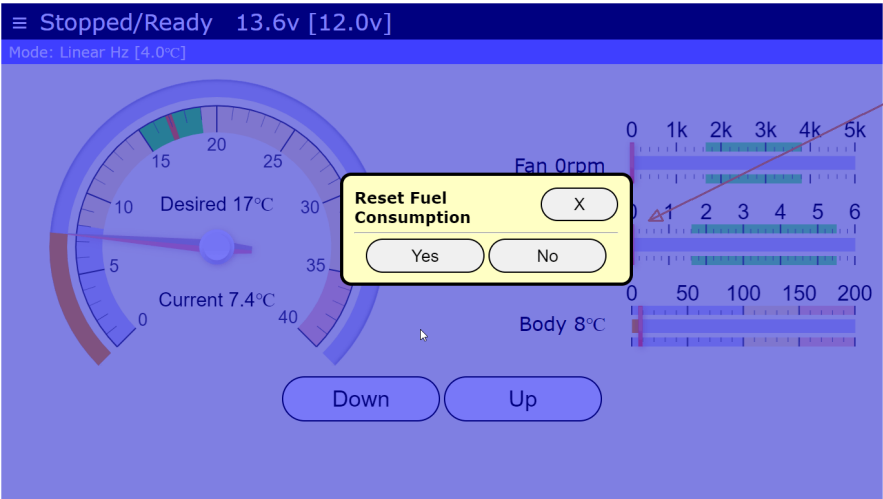 ≡ Stopped/Ready 13.6v [12.0v]
Mode: Linear Hz [4.0℃]
0 1k 2k 3k 4k 5k
Fan 0rpm
15 20 25
10 Desired 17℃ 30
5 35
Current 7.4℃
0 40
Reset Fuel
Consumption
X
Yes No
0 1 2 3 4 5 6
0 50 100 150 200
Body 8℃
Down Up